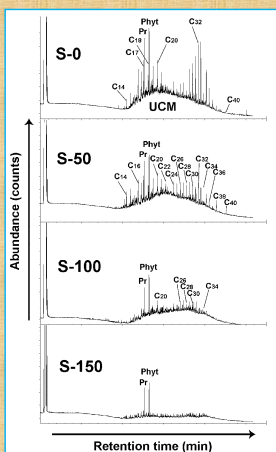 Phyt
Pr
C32
C18
C20
C17
S-0
C14
UCM
C40
Phyt
Pr
C20
C22
C24
C26
C28
C30
C32
C34
C36
C16
S-50
C14
C38
C40
Phyt
Pr
S-100
C26
C28
C30
C34
C20
Phyt
Pr
S-150
Abundance (counts)
Retention time (min)